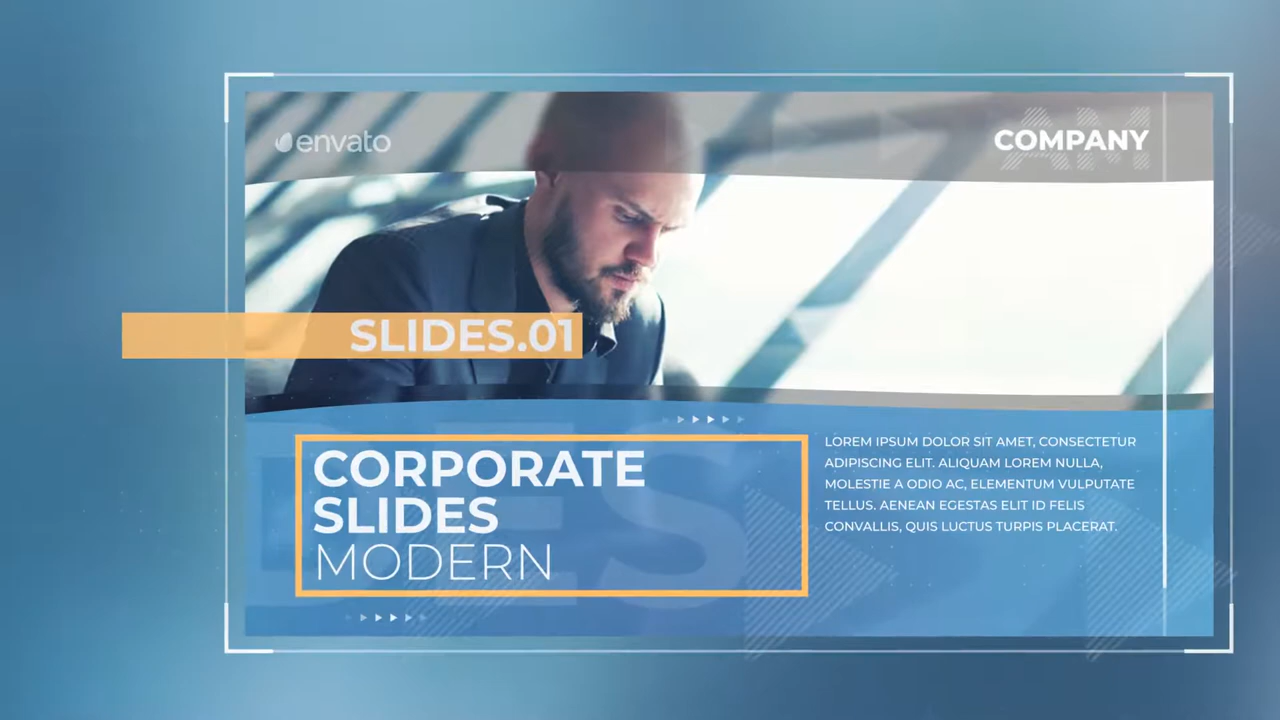 envato
COMPANY
SLIDES.01
CORPORATE
SLIDES
MODERN
LOREM IPSUM DOLOR SIT AMET, CONSECTETUR
ADIPISCING ELIT. ALIQUAM LOREM NULLA,
MOLESTIE A ODIO AC, ELEMENTUM VULPUTATE
TELLUS. AENEAN EGESTAS ELIT ID FELIS
CONVALLIS, QUIS LUCTUS TURPIS PLACERAT.